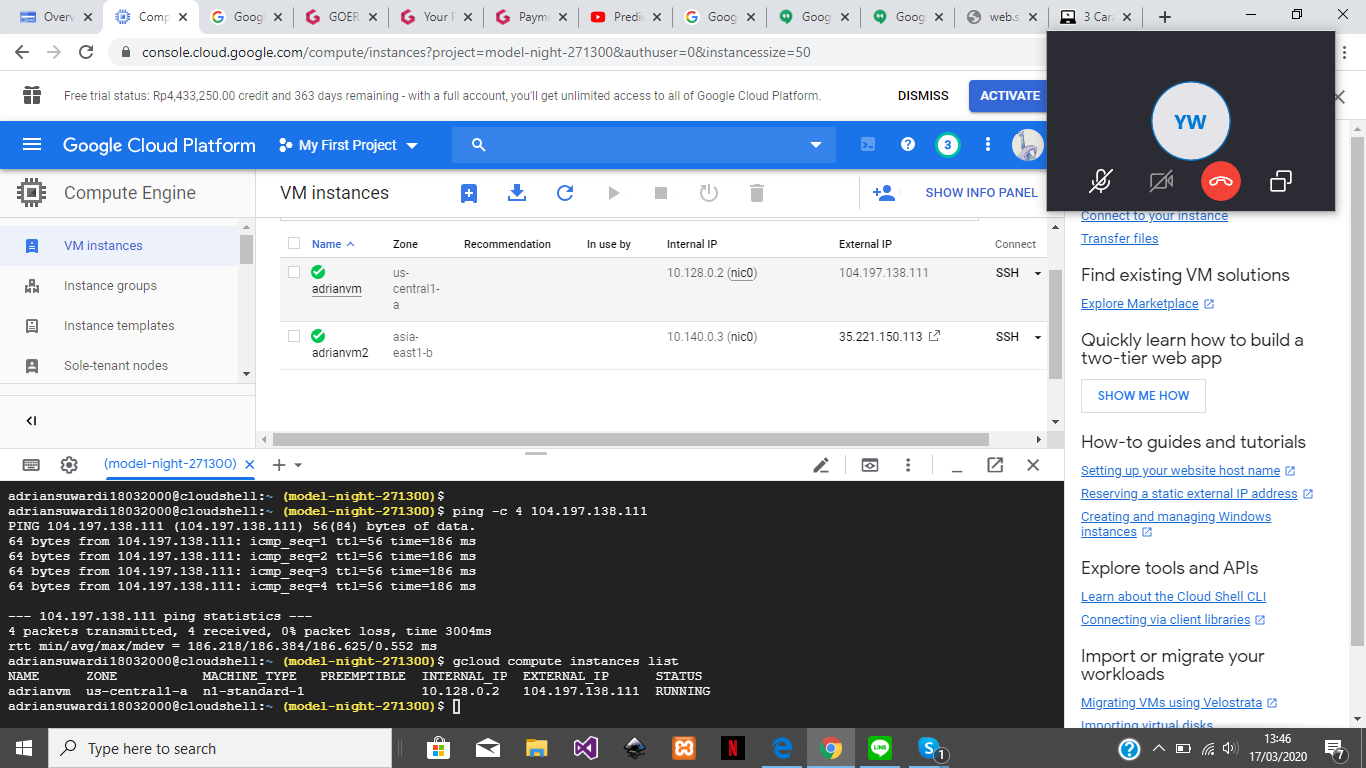 Overv
Comp
Goog
GOER
Your F
Payme
Predic
Goog
Goog
Goog
web.s
3 Cara
console.cloud.google.com/compute/instances?project=model-night-271300&authuser=0&instancessize=50
Free trial status: Rp4,433,250.00 credit and 363 days remaining - with a full account, you'll get unlimited access to all of Google Cloud Platform.
DISMISS
ACTIVATE
Google Cloud Platform
My First Project
3
YW
Compute Engine
VM instances
SHOW INFO PANEL
VM instances
Instance groups
Instance templates
Sole-tenant nodes
Name
Zone
Recommendation
In use by
Internal IP
External IP
Connect
adrianvm
us-
central1-
a
10.128.0.2 (nic0)
104.197.138.111
SSH
adrianvm2
asia-
east1-b
10.140.0.3 (nic0)
35.221.150.113
SSH
Connect to your instance
Transfer files
Find existing VM solutions
Explore Marketplace
Quickly learn how to build a
two-tier web app
SHOW ME HOW
How-to guides and tutorials
Setting up your website host name
Reserving a static external IP address
Creating and managing Windows
instances
Explore tools and APIs
Learn about the Cloud Shell CLI
Connecting via client libraries
Import or migrate your
workloads
Migrating VMs using Velostrata
Importing virtual disks
(model-night-271300)
adriansuwardi18032000@cloudshell:~ (model-night-271300)$
adriansuwardi18032000@cloudshell:~ (model-night-271300)$ ping -c 4 104.197.138.111
PING 104.197.138.111 (104.197.138.111) 56(84) bytes of data.
64 bytes from 104.197.138.111: icmp_seq=1 ttl=56 time=186 ms
64 bytes from 104.197.138.111: icmp_seq=2 ttl=56 time=186 ms
64 bytes from 104.197.138.111: icmp_seq=3 ttl=56 time=186 ms
64 bytes from 104.197.138.111: icmp_seq=4 ttl=56 time=186 ms
--- 104.197.138.111 ping statistics ---
4 packets transmitted, 4 received, 0% packet loss, time 3004ms
rtt min/avg/max/mdev = 186.218/186.384/186.625/0.552 ms
adriansuwardi18032000@cloudshell:~ (model-night-271300)$ gcloud compute instances list
NAME ZONE MACHINE_TYPE PREEMPTIBLE INTERNAL_IP EXTERNAL_IP STATUS
adrianvm us-central1-a n1-standard-1 10.128.0.2 104.197.138.111 RUNNING
adriansuwardi18032000@cloudshell:~ (model-night-271300)$
Type here to search
N
LINE
S
1
13:46
17/03/2020
7